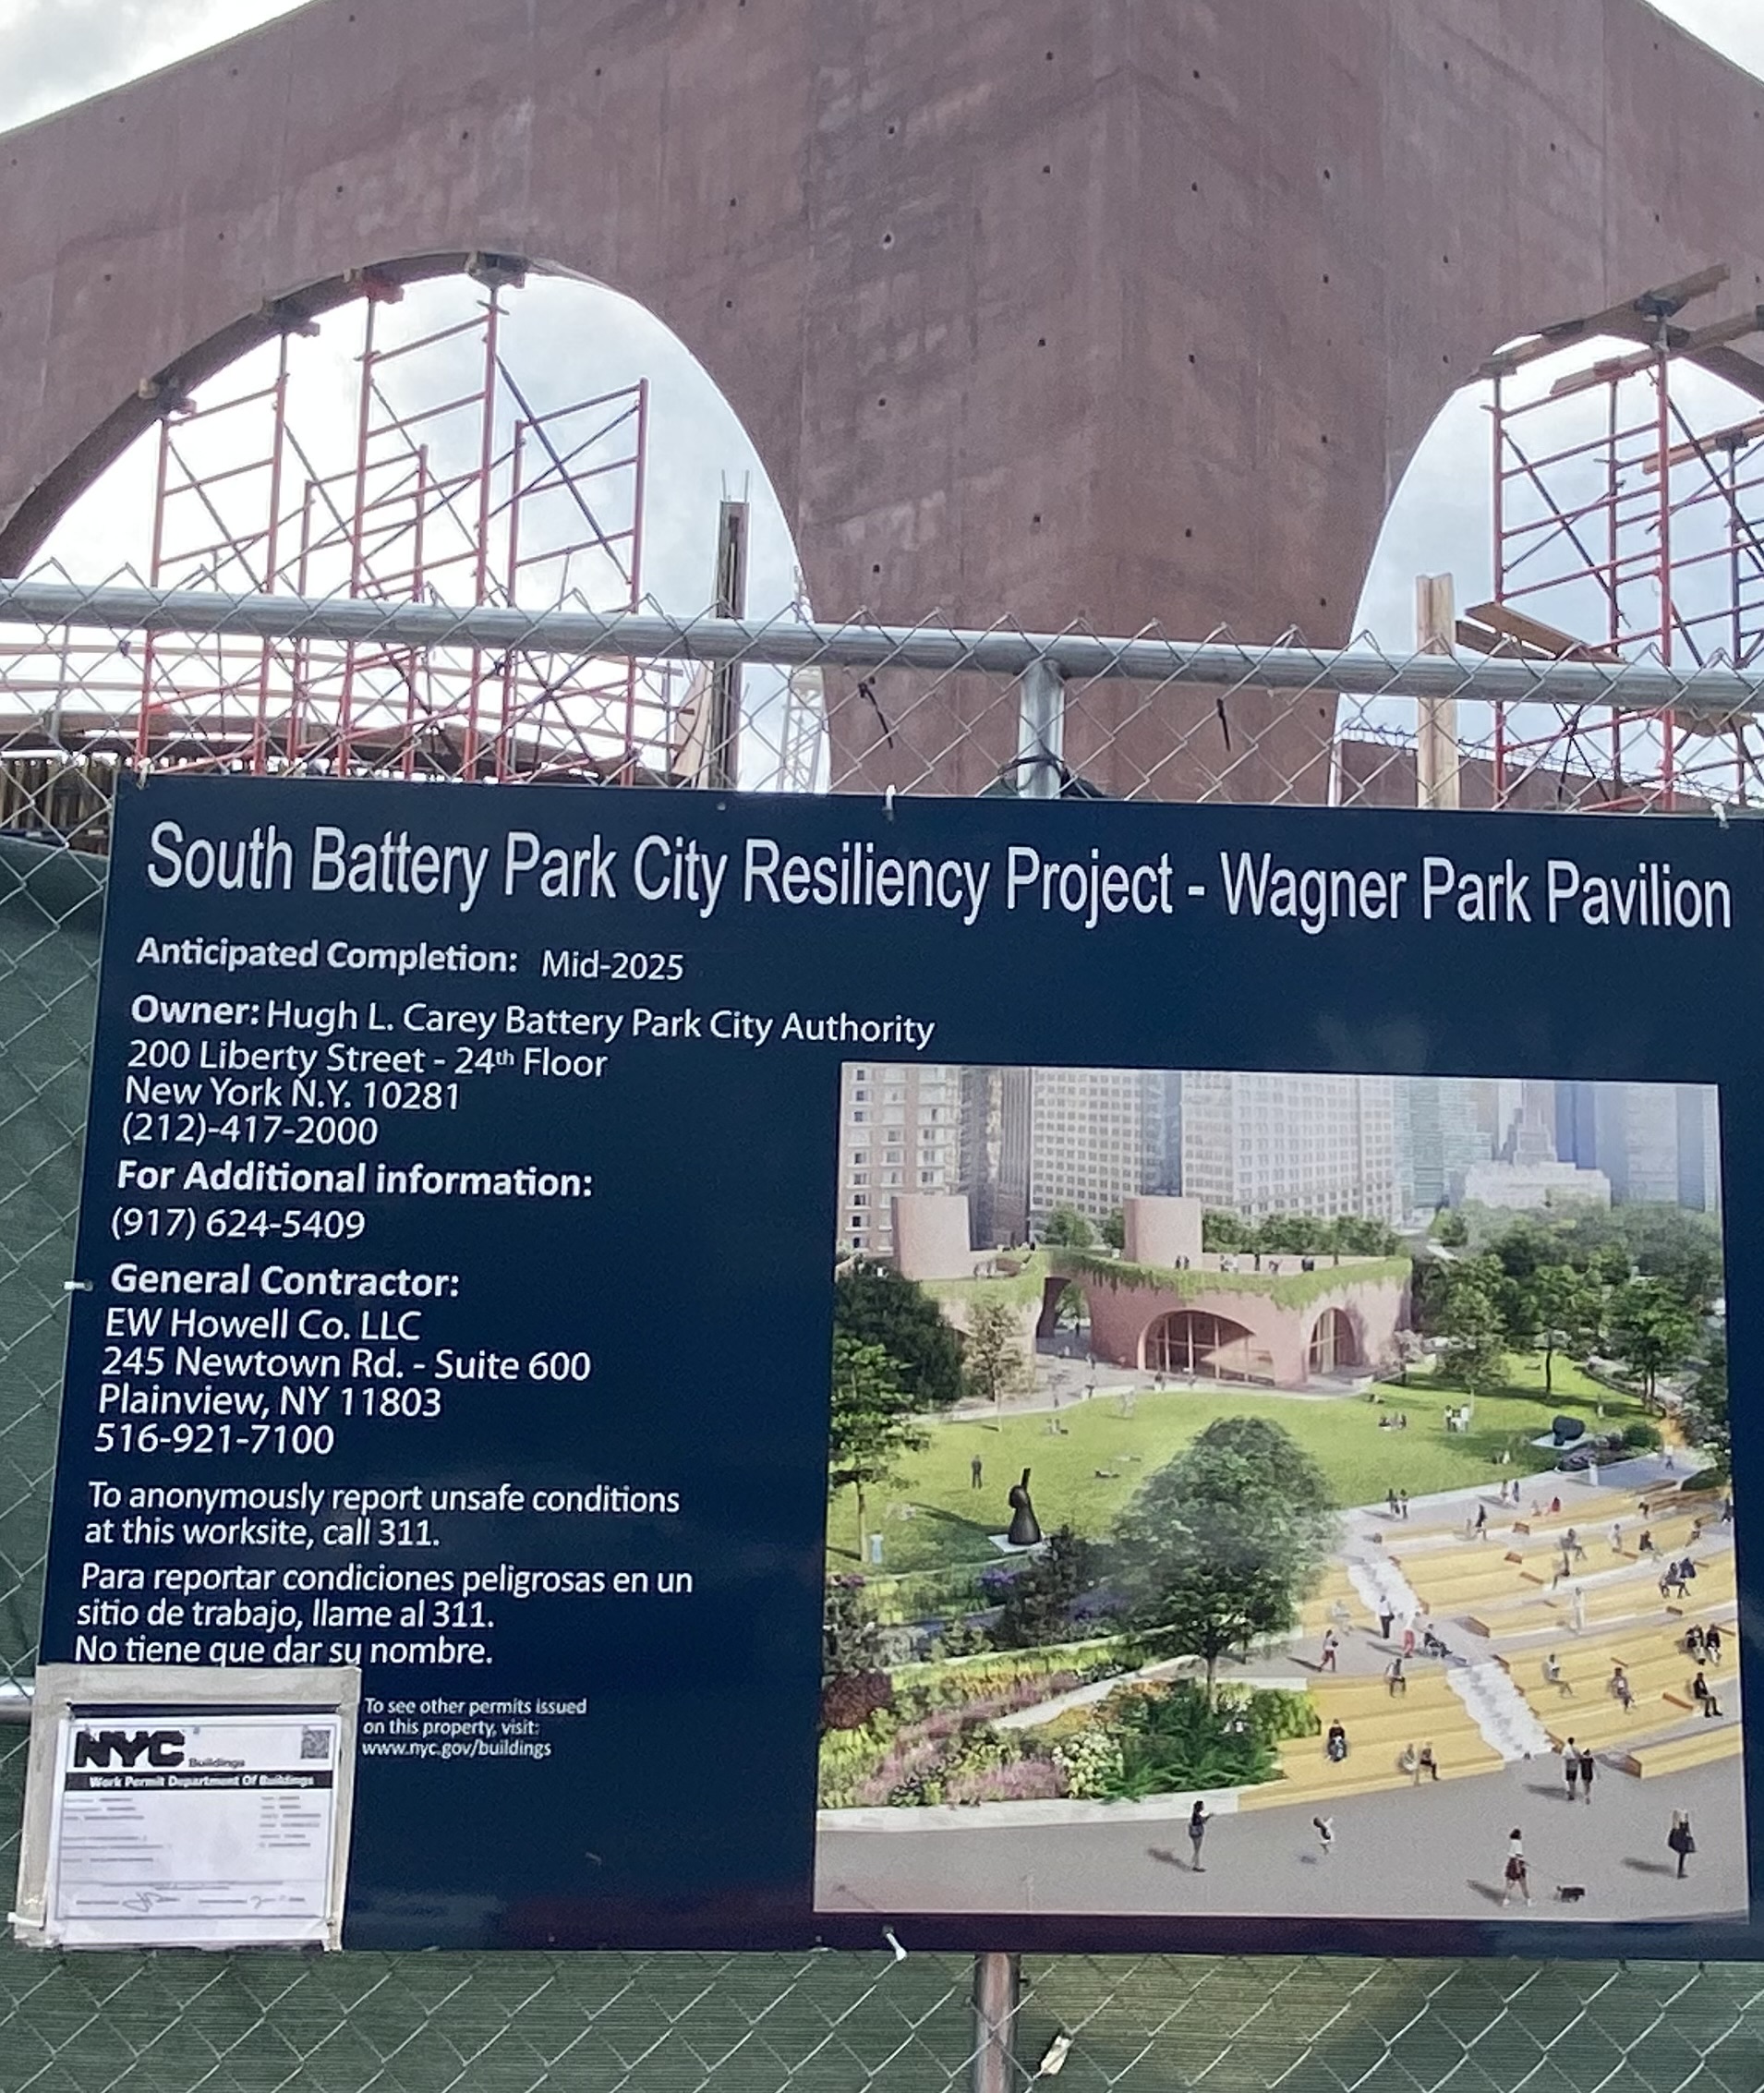 South Battery Park City Resiliency Project - Wagner Park Pavilion
Anticipated Completion: Mid-2025
Owner: Hugh L. Carey Battery Park City Authority
200 Liberty Street - 24th Floor
New York N.Y. 10281
(212)-417-2000
For Additional information:
(917) 624-5409
General Contractor:
EW Howell Co. LLC
245 Newtown Rd. - Suite 600
Plainview, NY 11803
516-921-7100
To anonymously report unsafe conditions
at this worksite, call 311.
Para reportar condiciones peligrosas en un
sitio de trabajo, llame al 311.
No tiene que dar su nombre.
To see other permits issued
on this property, visit:
www.nyc.gov/buildings
NYC Buildings
Work Permit Department Of Buildings